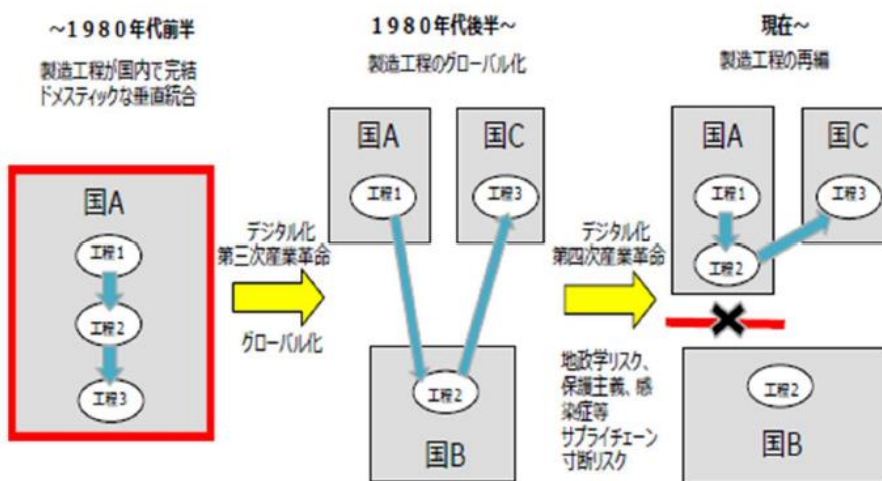 ～１９８０年代前半
製造工程が国内で完結
ドメスティックな垂直統合
国A
工程1
工程2
工程3
デジタル化
第三次産業革命
グローバル化
１９８０年代後半～
製造工程のグローバル化
国A
工程1
国C
工程3
工程2
国B
デジタル化
第四次産業革命
地政学リスク、
保護主義、感
染症等
サプライチェーン
寸断リスク
現在～
製造工程の再編
国A
工程1
工程2
国C
工程3
工程2
国B